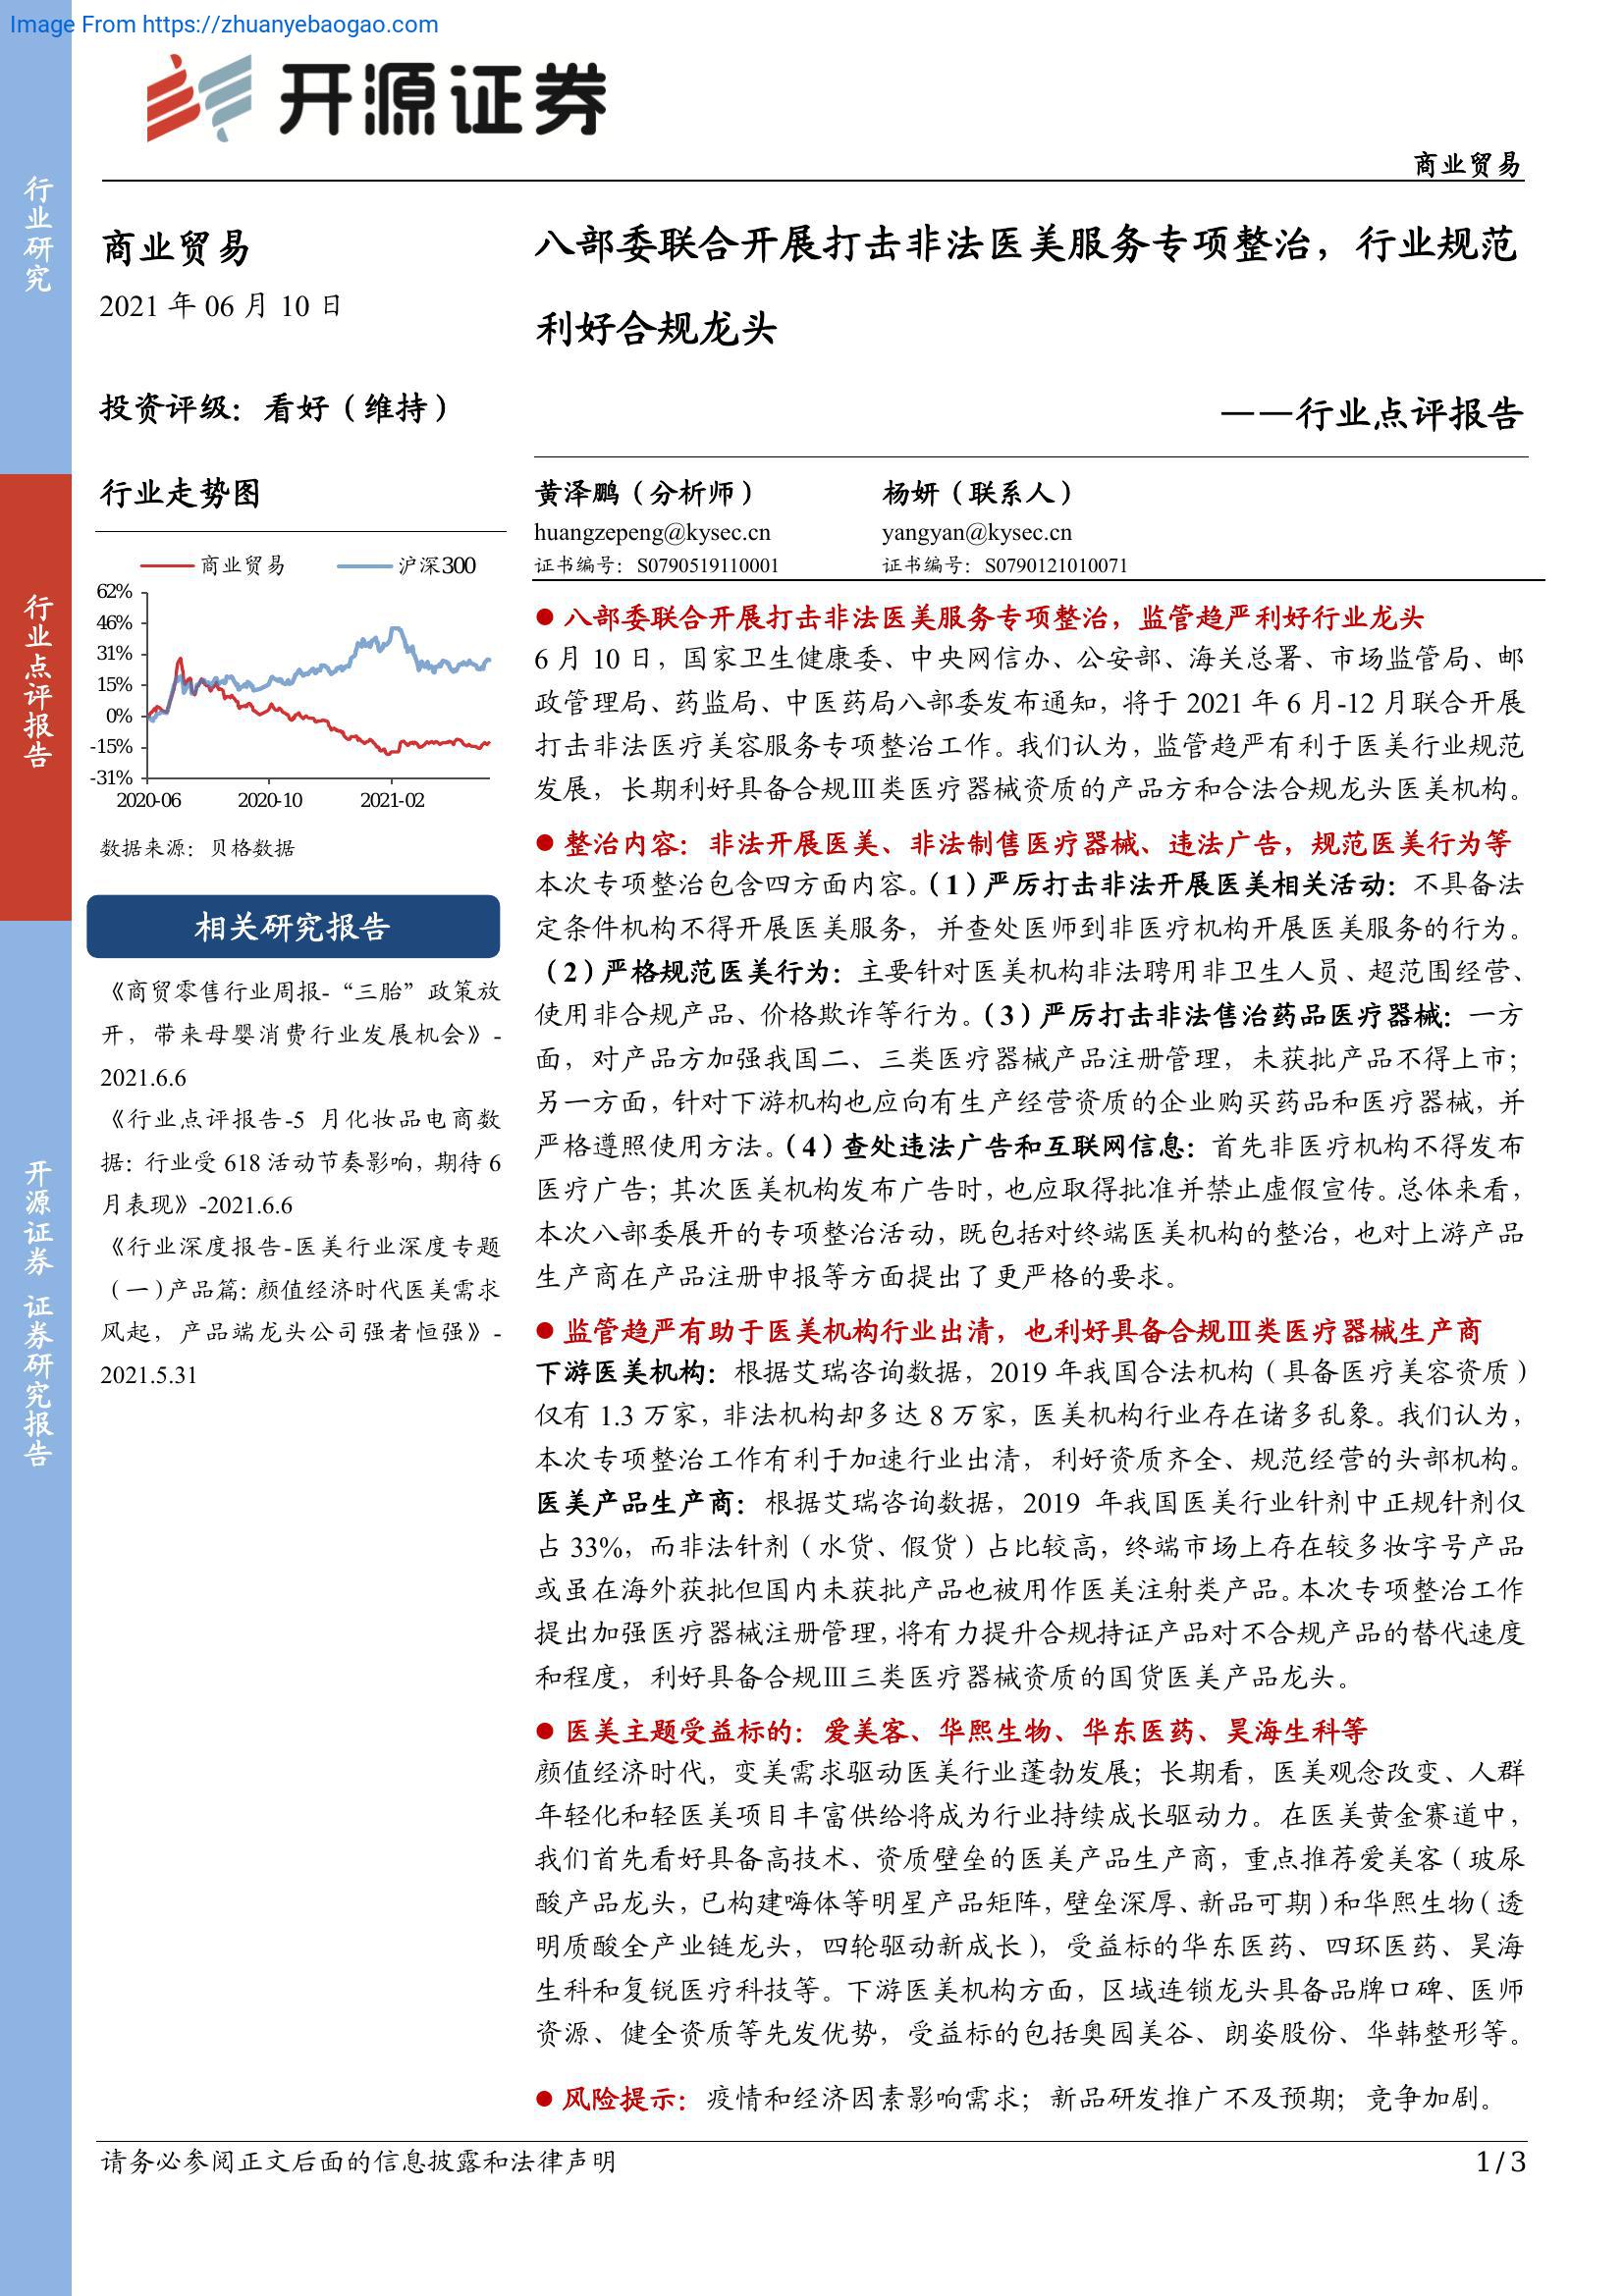 Image From https://zhuanyebaogao.com
开源证券
商业贸易
行业研究
行业点评报告
开源证券 证券研究报告
商业贸易
2021 年 06 月 10 日
投资评级：看好（维持）
行业走势图
商业贸易 沪深300
62%
46%
31%
15%
0%
-15%
-31%
2020-06 2020-10 2021-02
数据来源：贝格数据
相关研究报告
《商贸零售行业周报-“三胎”政策放
开，带来母婴消费行业发展机会》-
2021.6.6
《行业点评报告-5 月化妆品电商数
据：行业受 618 活动节奏影响，期待 6
月表现》-2021.6.6
《行业深度报告-医美行业深度专题
（一）产品篇：颜值经济时代医美需求
风起，产品端龙头公司强者恒强》-
2021.5.31
八部委联合开展打击非法医美服务专项整治，行业规范
利好合规龙头
——行业点评报告
黄泽鹏（分析师） 杨妍（联系人）
huangzepeng@kysec.cn yangyan@kysec.cn
证书编号：S0790519110001 证书编号：S0790121010071
● 八部委联合开展打击非法医美服务专项整治，监管趋严利好行业龙头
6 月 10 日，国家卫生健康委、中央网信办、公安部、海关总署、市场监管局、邮
政管理局、药监局、中医药局八部委发布通知，将于 2021 年 6 月-12 月联合开展
打击非法医疗美容服务专项整治工作。我们认为，监管趋严有利于医美行业规范
发展，长期利好具备合规Ⅲ类医疗器械资质的产品方和合法合规龙头医美机构。
● 整治内容：非法开展医美、非法制售医疗器械、违法广告，规范医美行为等
本次专项整治包含四方面内容。（1）严厉打击非法开展医美相关活动：不具备法
定条件机构不得开展医美服务，并查处医师到非医疗机构开展医美服务的行为。
（2）严格规范医美行为：主要针对医美机构非法聘用非卫生人员、超范围经营、
使用非合规产品、价格欺诈等行为。（3）严厉打击非法售治药品医疗器械：一方
面，对产品方加强我国二、三类医疗器械产品注册管理，未获批产品不得上市；
另一方面，针对下游机构也应向有生产经营资质的企业购买药品和医疗器械，并
严格遵照使用方法。（4）查处违法广告和互联网信息：首先非医疗机构不得发布
医疗广告；其次医美机构发布广告时，也应取得批准并禁止虚假宣传。总体来看，
本次八部委展开的专项整治活动，既包括对终端医美机构的整治，也对上游产品
生产商在产品注册申报等方面提出了更严格的要求。
● 监管趋严有助于医美机构行业出清，也利好具备合规Ⅲ类医疗器械生产商
下游医美机构：根据艾瑞咨询数据，2019 年我国合法机构（具备医疗美容资质）
仅有 1.3 万家，非法机构却多达 8 万家，医美机构行业存在诸多乱象。我们认为，
本次专项整治工作有利于加速行业出清，利好资质齐全、规范经营的头部机构。
医美产品生产商：根据艾瑞咨询数据，2019 年我国医美行业针剂中正规针剂仅
占 33%，而非法针剂（水货、假货）占比较高，终端市场上存在较多妆字号产品
或虽在海外获批但国内未获批产品也被用作医美注射类产品。本次专项整治工作
提出加强医疗器械注册管理，将有力提升合规持证产品对不合规产品的替代速度
和程度，利好具备合规Ⅲ三类医疗器械资质的国货医美产品龙头。
● 医美主题受益标的：爱美客、华熙生物、华东医药、昊海生科等
颜值经济时代，变美需求驱动医美行业蓬勃发展；长期看，医美观念改变、人群
年轻化和轻医美项目丰富供给将成为行业持续成长驱动力。在医美黄金赛道中，
我们首先看好具备高技术、资质壁垒的医美产品生产商，重点推荐爱美客（玻尿
酸产品龙头，已构建嗨体等明星产品矩阵，壁垒深厚、新品可期）和华熙生物（透
明质酸全产业链龙头，四轮驱动新成长），受益标的华东医药、四环医药、昊海
生科和复锐医疗科技等。下游医美机构方面，区域连锁龙头具备品牌口碑、医师
资源、健全资质等先发优势，受益标的包括奥园美谷、朗姿股份、华韩整形等。
● 风险提示：疫情和经济因素影响需求；新品研发推广不及预期；竞争加剧。
请务必参阅正文后面的信息披露和法律声明
1 / 3